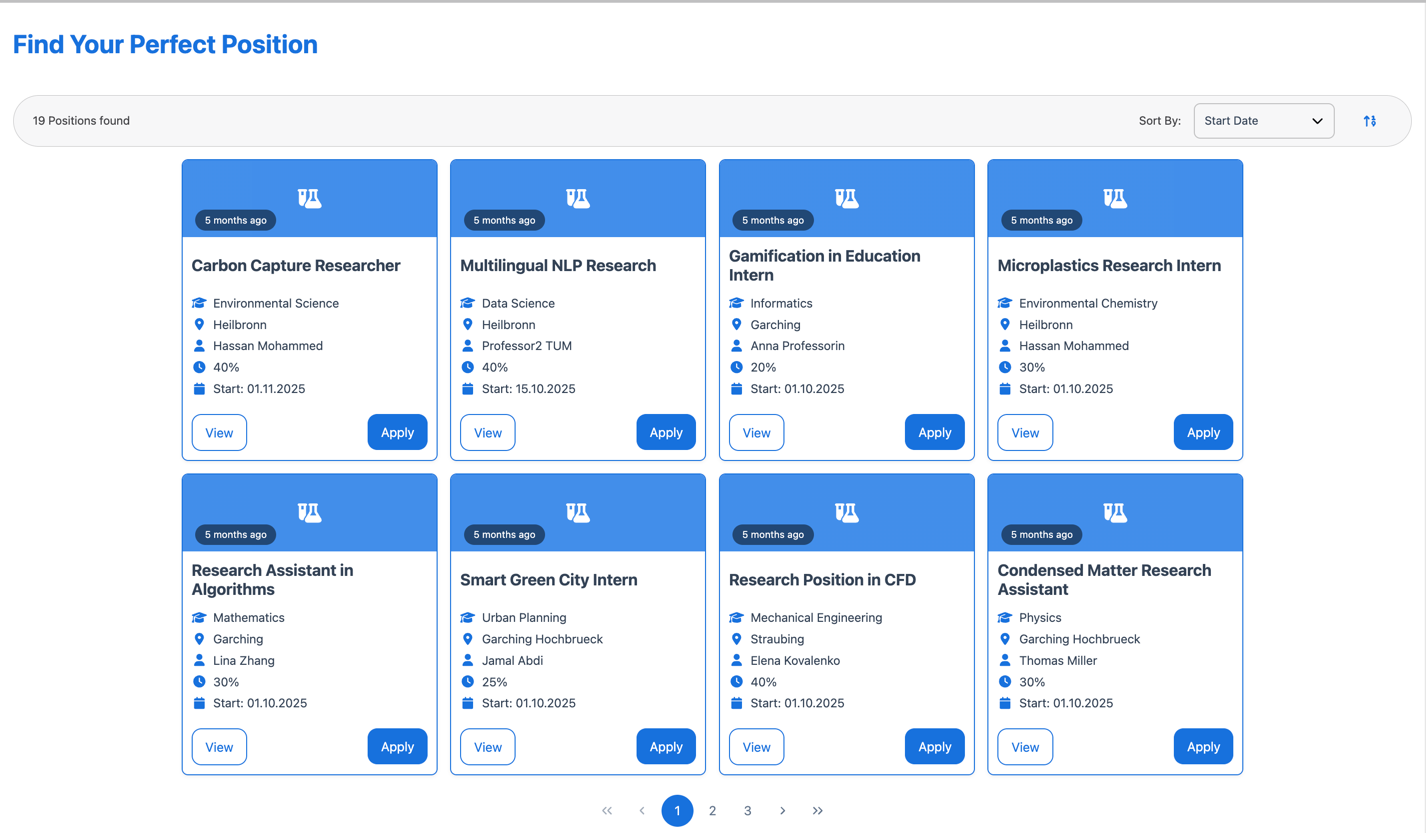 Find Your Perfect Position
19 Positions found
Sort By:
Start Date
5 months ago
Carbon Capture Researcher
Environmental Science
Heilbronn
Hassan Mohammed
40%
Start: 01.11.2025
View
Apply
5 months ago
Multilingual NLP Research
Data Science
Heilbronn
Professor2 TUM
40%
Start: 15.10.2025
View
Apply
5 months ago
Gamification in Education
Intern
Informatics
Garching
Anna Professorin
20%
Start: 01.10.2025
View
Apply
5 months ago
Microplastics Research Intern
Environmental Chemistry
Heilbronn
Hassan Mohammed
30%
Start: 01.10.2025
View
Apply
5 months ago
Research Assistant in
Algorithms
Mathematics
Garching
Lina Zhang
30%
Start: 01.10.2025
View
Apply
5 months ago
Smart Green City Intern
Urban Planning
Garching Hochbrueck
Jamal Abdi
25%
Start: 01.10.2025
View
Apply
5 months ago
Research Position in CFD
Mechanical Engineering
Straubing
Elena Kovalenko
40%
Start: 01.10.2025
View
Apply
5 months ago
Condensed Matter Research
Assistant
Physics
Garching Hochbrueck
Thomas Miller
30%
Start: 01.10.2025
View
Apply
« ‹ 1 2 3 › »